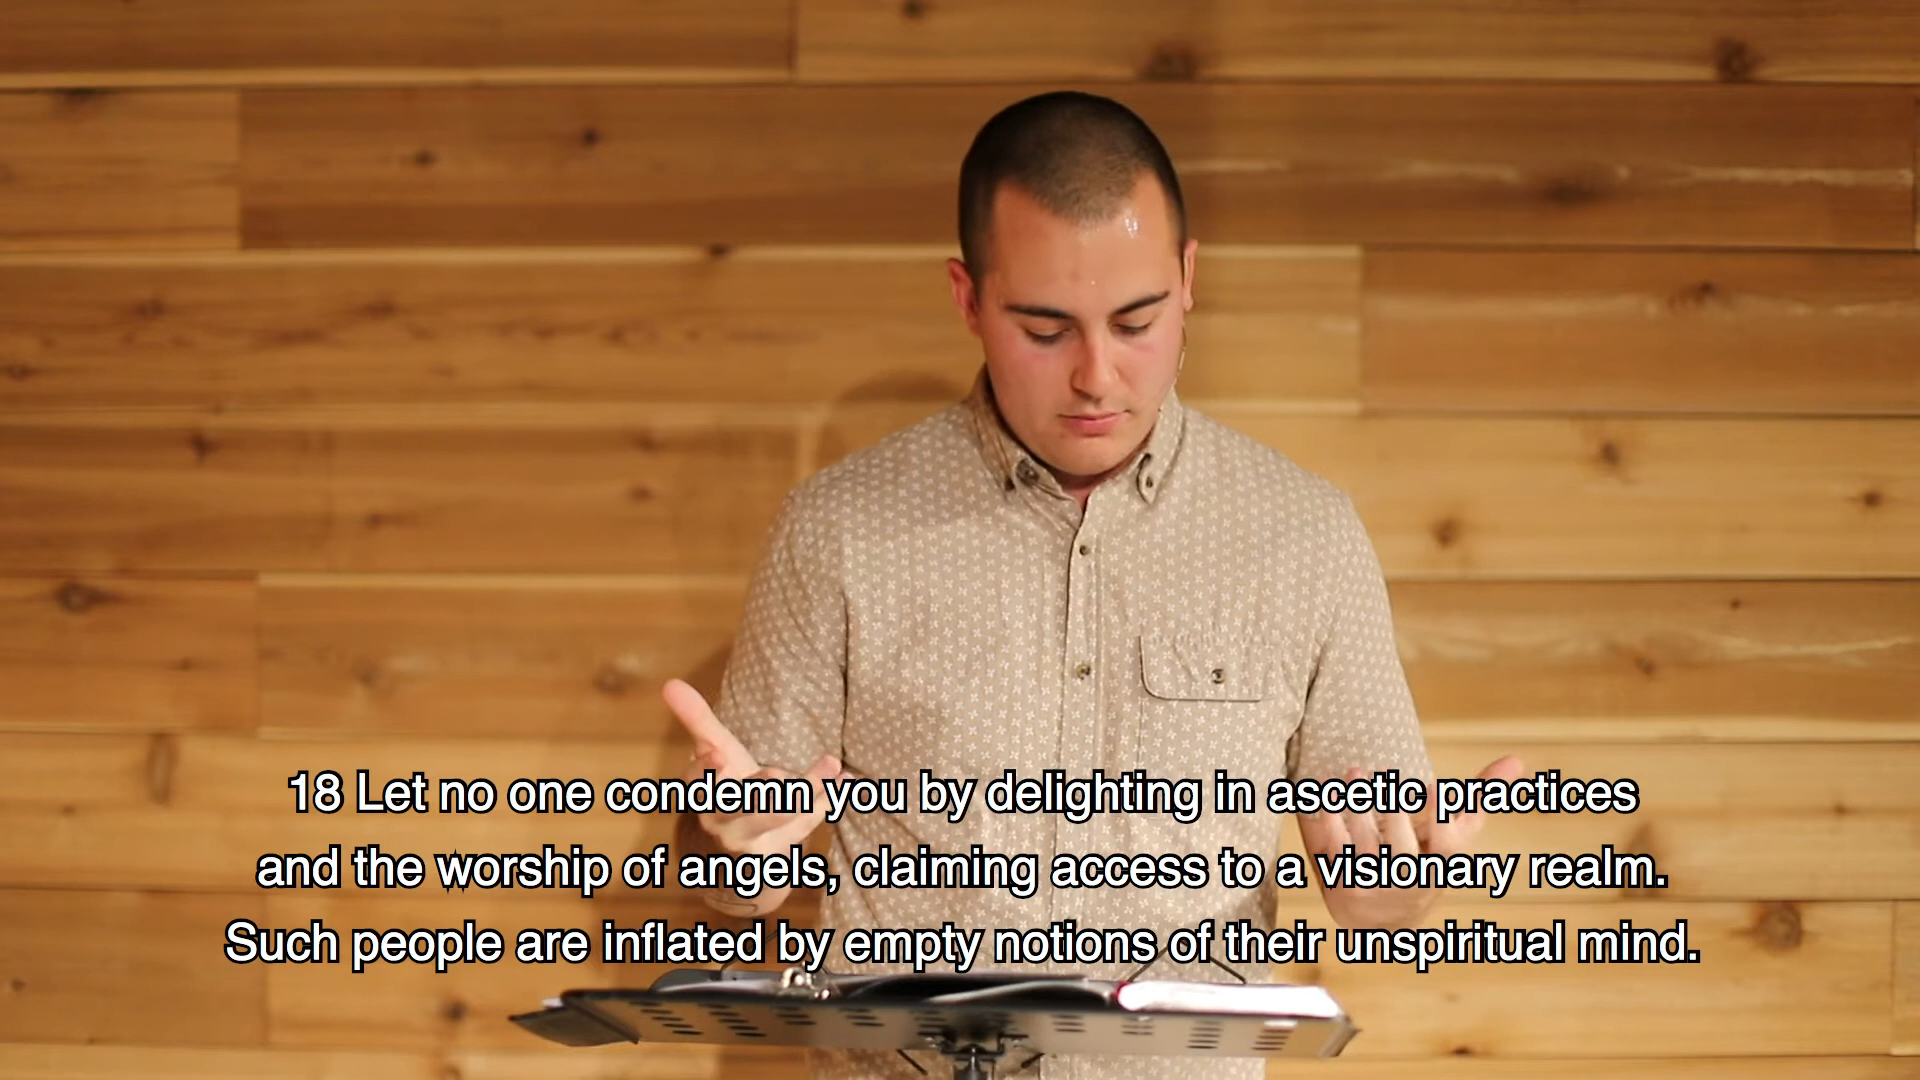 18 Let no one condemn you by delighting in ascetic practices
and the worship of angels, claiming access to a visionary realm.
Such people are inflated by empty notions of their unspiritual mind.